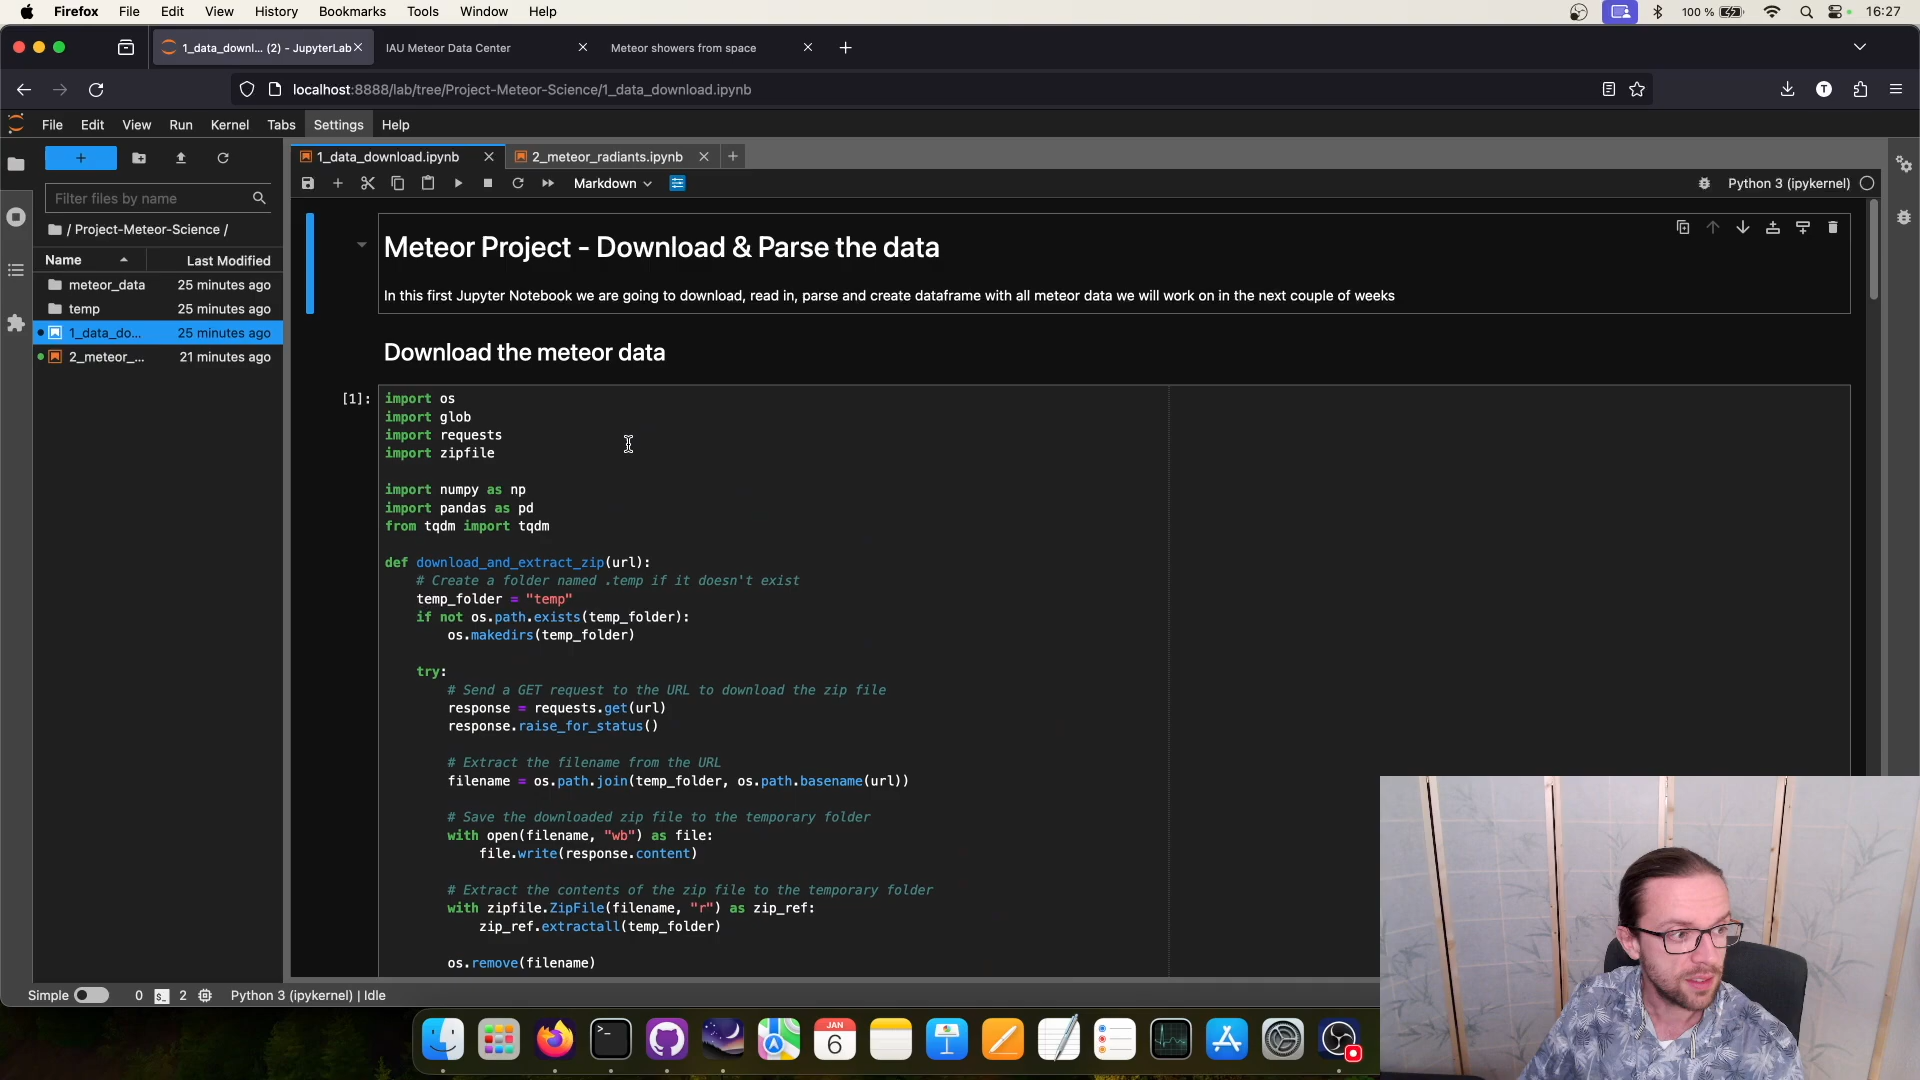 Firefox File Edit View History Bookmarks Tools Window Help 100 % 16:27
1_data_downl... (2) - JupyterLab IAU Meteor Data Center Meteor showers from space
localhost:8888/lab/tree/Project-Meteor-Science/1_data_download.ipynb T
File Edit View Run Kernel Tabs Settings Help
1_data_download.ipynb 2_meteor_radiants.ipynb
Markdown Python 3 (ipykernel)
Filter files by name
/ Project-Meteor-Science /
Name Last Modified
meteor_data 25 minutes ago
temp 25 minutes ago
1_data_do... 25 minutes ago
2_meteor_... 21 minutes ago
Meteor Project - Download & Parse the data
In this first Jupyter Notebook we are going to download, read in, parse and create dataframe with all meteor data we will work on in the next couple of weeks
Download the meteor data
[1]:
import os
import glob
import requests
import zipfile
import numpy as np
import pandas as pd
from tqdm import tqdm
def download_and_extract_zip(url):
# Create a folder named .temp if it doesn't exist
temp_folder = "temp"
if not os.path.exists(temp_folder):
os.makedirs(temp_folder)
try:
# Send a GET request to the URL to download the zip file
response = requests.get(url)
response.raise_for_status()
# Extract the filename from the URL
filename = os.path.join(temp_folder, os.path.basename(url))
# Save the downloaded zip file to the temporary folder
with open(filename, "wb") as file:
file.write(response.content)
# Extract the contents of the zip file to the temporary folder
with zipfile.ZipFile(filename, "r") as zip_ref:
zip_ref.extractall(temp_folder)
os.remove(filename)
Simple 0 2 Python 3 (ipykernel) | Idle
JAN
6